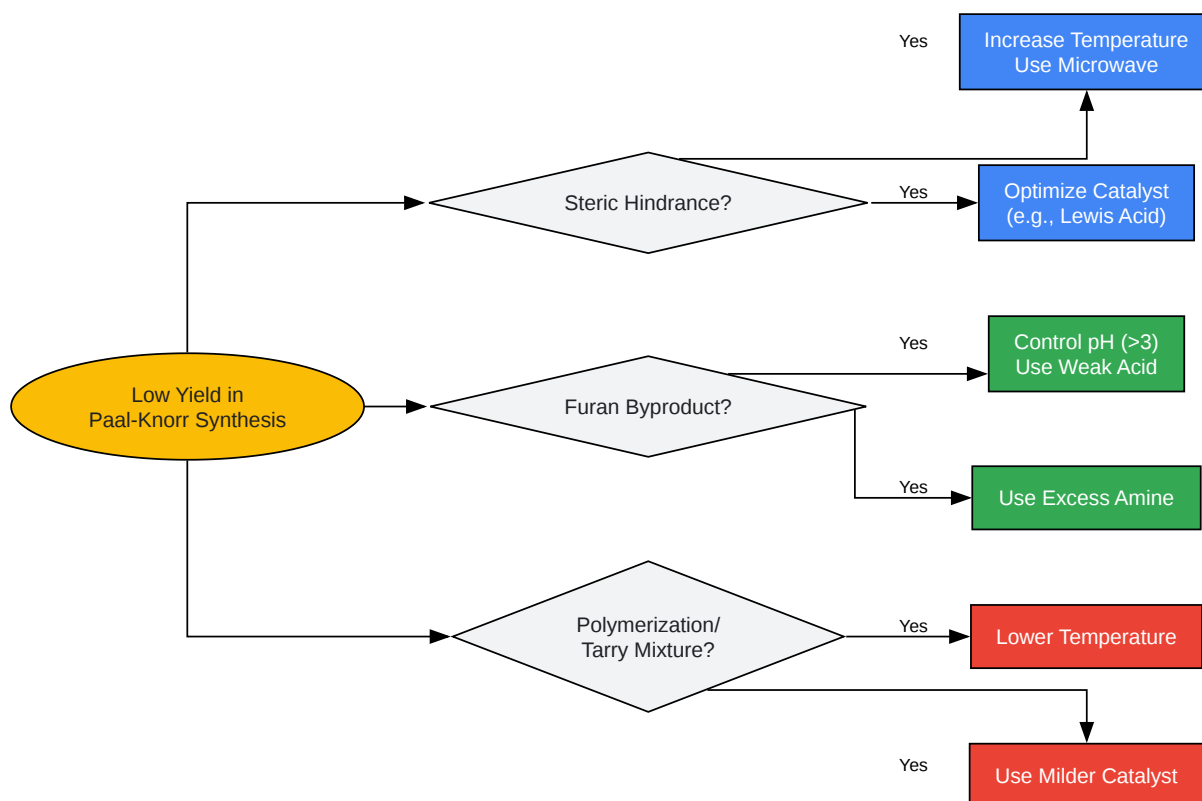 Yes
Increase Temperature
Use Microwave
Steric Hindrance?
Yes
Optimize Catalyst
(e.g., Lewis Acid)
Low Yield in
Paal-Knorr Synthesis
Furan Byproduct?
Yes
Control pH (>3)
Use Weak Acid
Yes
Use Excess Amine
Polymerization/
Tarry Mixture?
Yes
Lower Temperature
Yes
Use Milder Catalyst